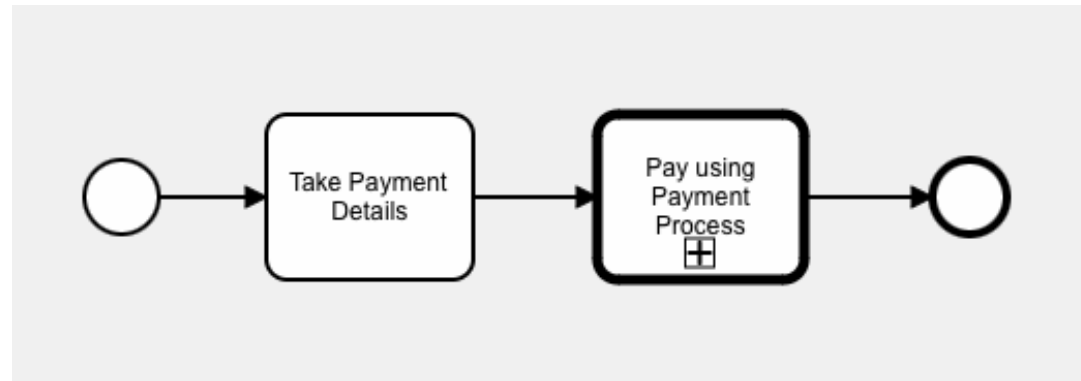 Take Payment
Details
Pay using
Payment
Process